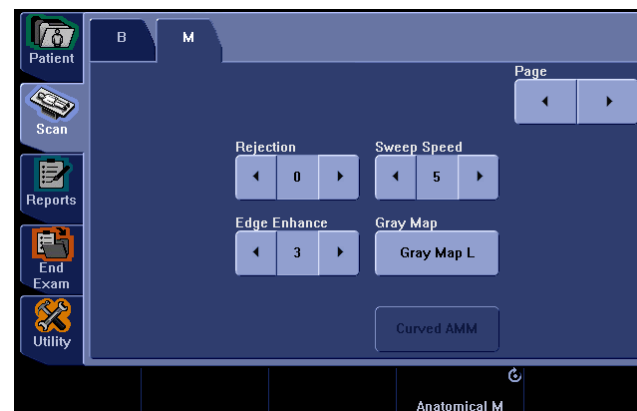 Patient
B
M
Page
Scan
Rejection
Sweep Speed
0
5
Reports
Edge Enhance
Gray Map
3
Gray Map L
End
Exam
Curved AMM
Utility
Anatomical M